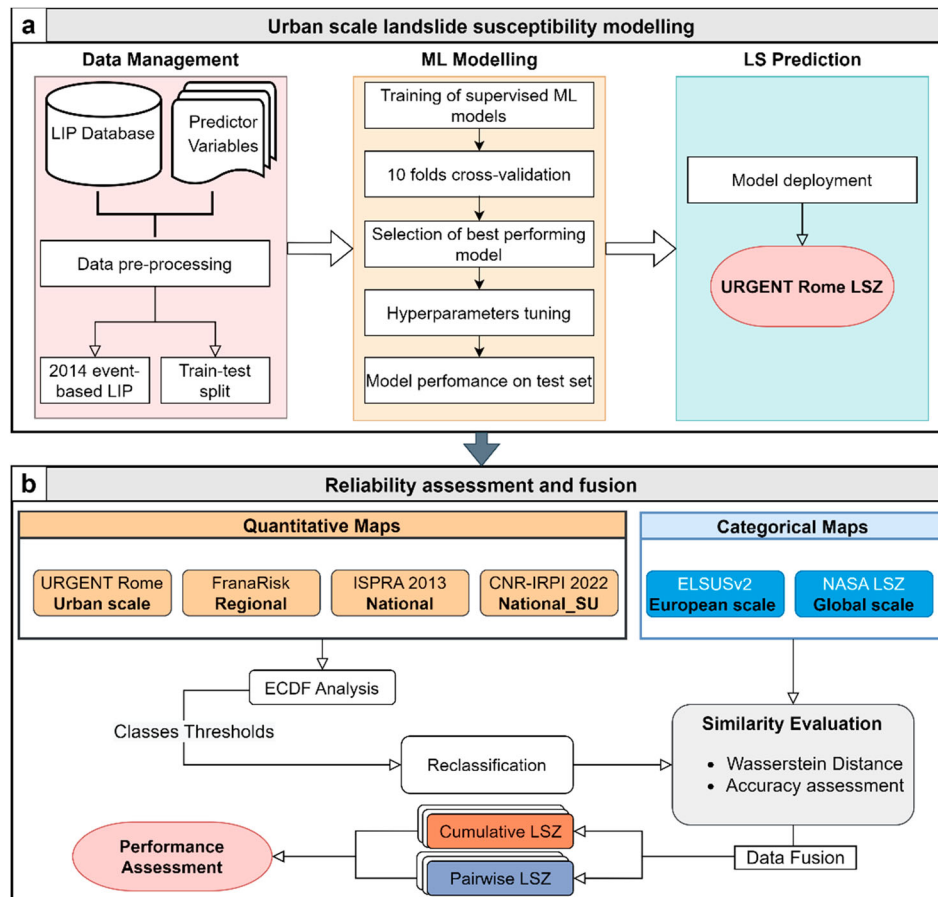 a
Urban scale landslide susceptibility modelling
Data Management
LIP Database
Predictor
Variables
Data pre-processing
2014 event-
based LIP
Train-test
split
ML Modelling
Training of supervised ML
models
10 folds cross-validation
Selection of best performing
model
Hyperparameters tuning
Model perfomance on test set
LS Prediction
Model deployment
URGENT Rome LSZ
b
Reliability assessment and fusion
Quantitative Maps
URGENT Rome
Urban scale
FranaRisk
Regional
ISPRA 2013
National
CNR-IRPI 2022
National_SU
Categorical Maps
ELSUSv2
European scale
NASA LSZ
Global scale
ECDF Analysis
Classes Thresholds
Reclassification
Similarity Evaluation
• Wasserstein Distance
• Accuracy assessment
Data Fusion
Cumulative LSZ
Pairwise LSZ
Performance
Assessment